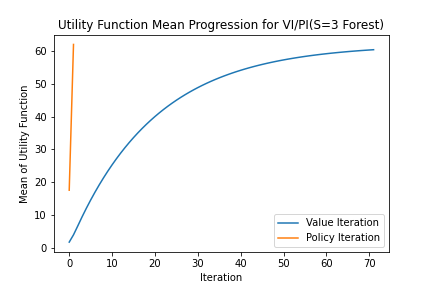 Utility Function Mean Progression for VI/PI(S=3 Forest)
Mean of Utility Function
60
50
40
30
20
10
0
0 10 20 30 40 50 60 70
Iteration
Value Iteration
Policy Iteration